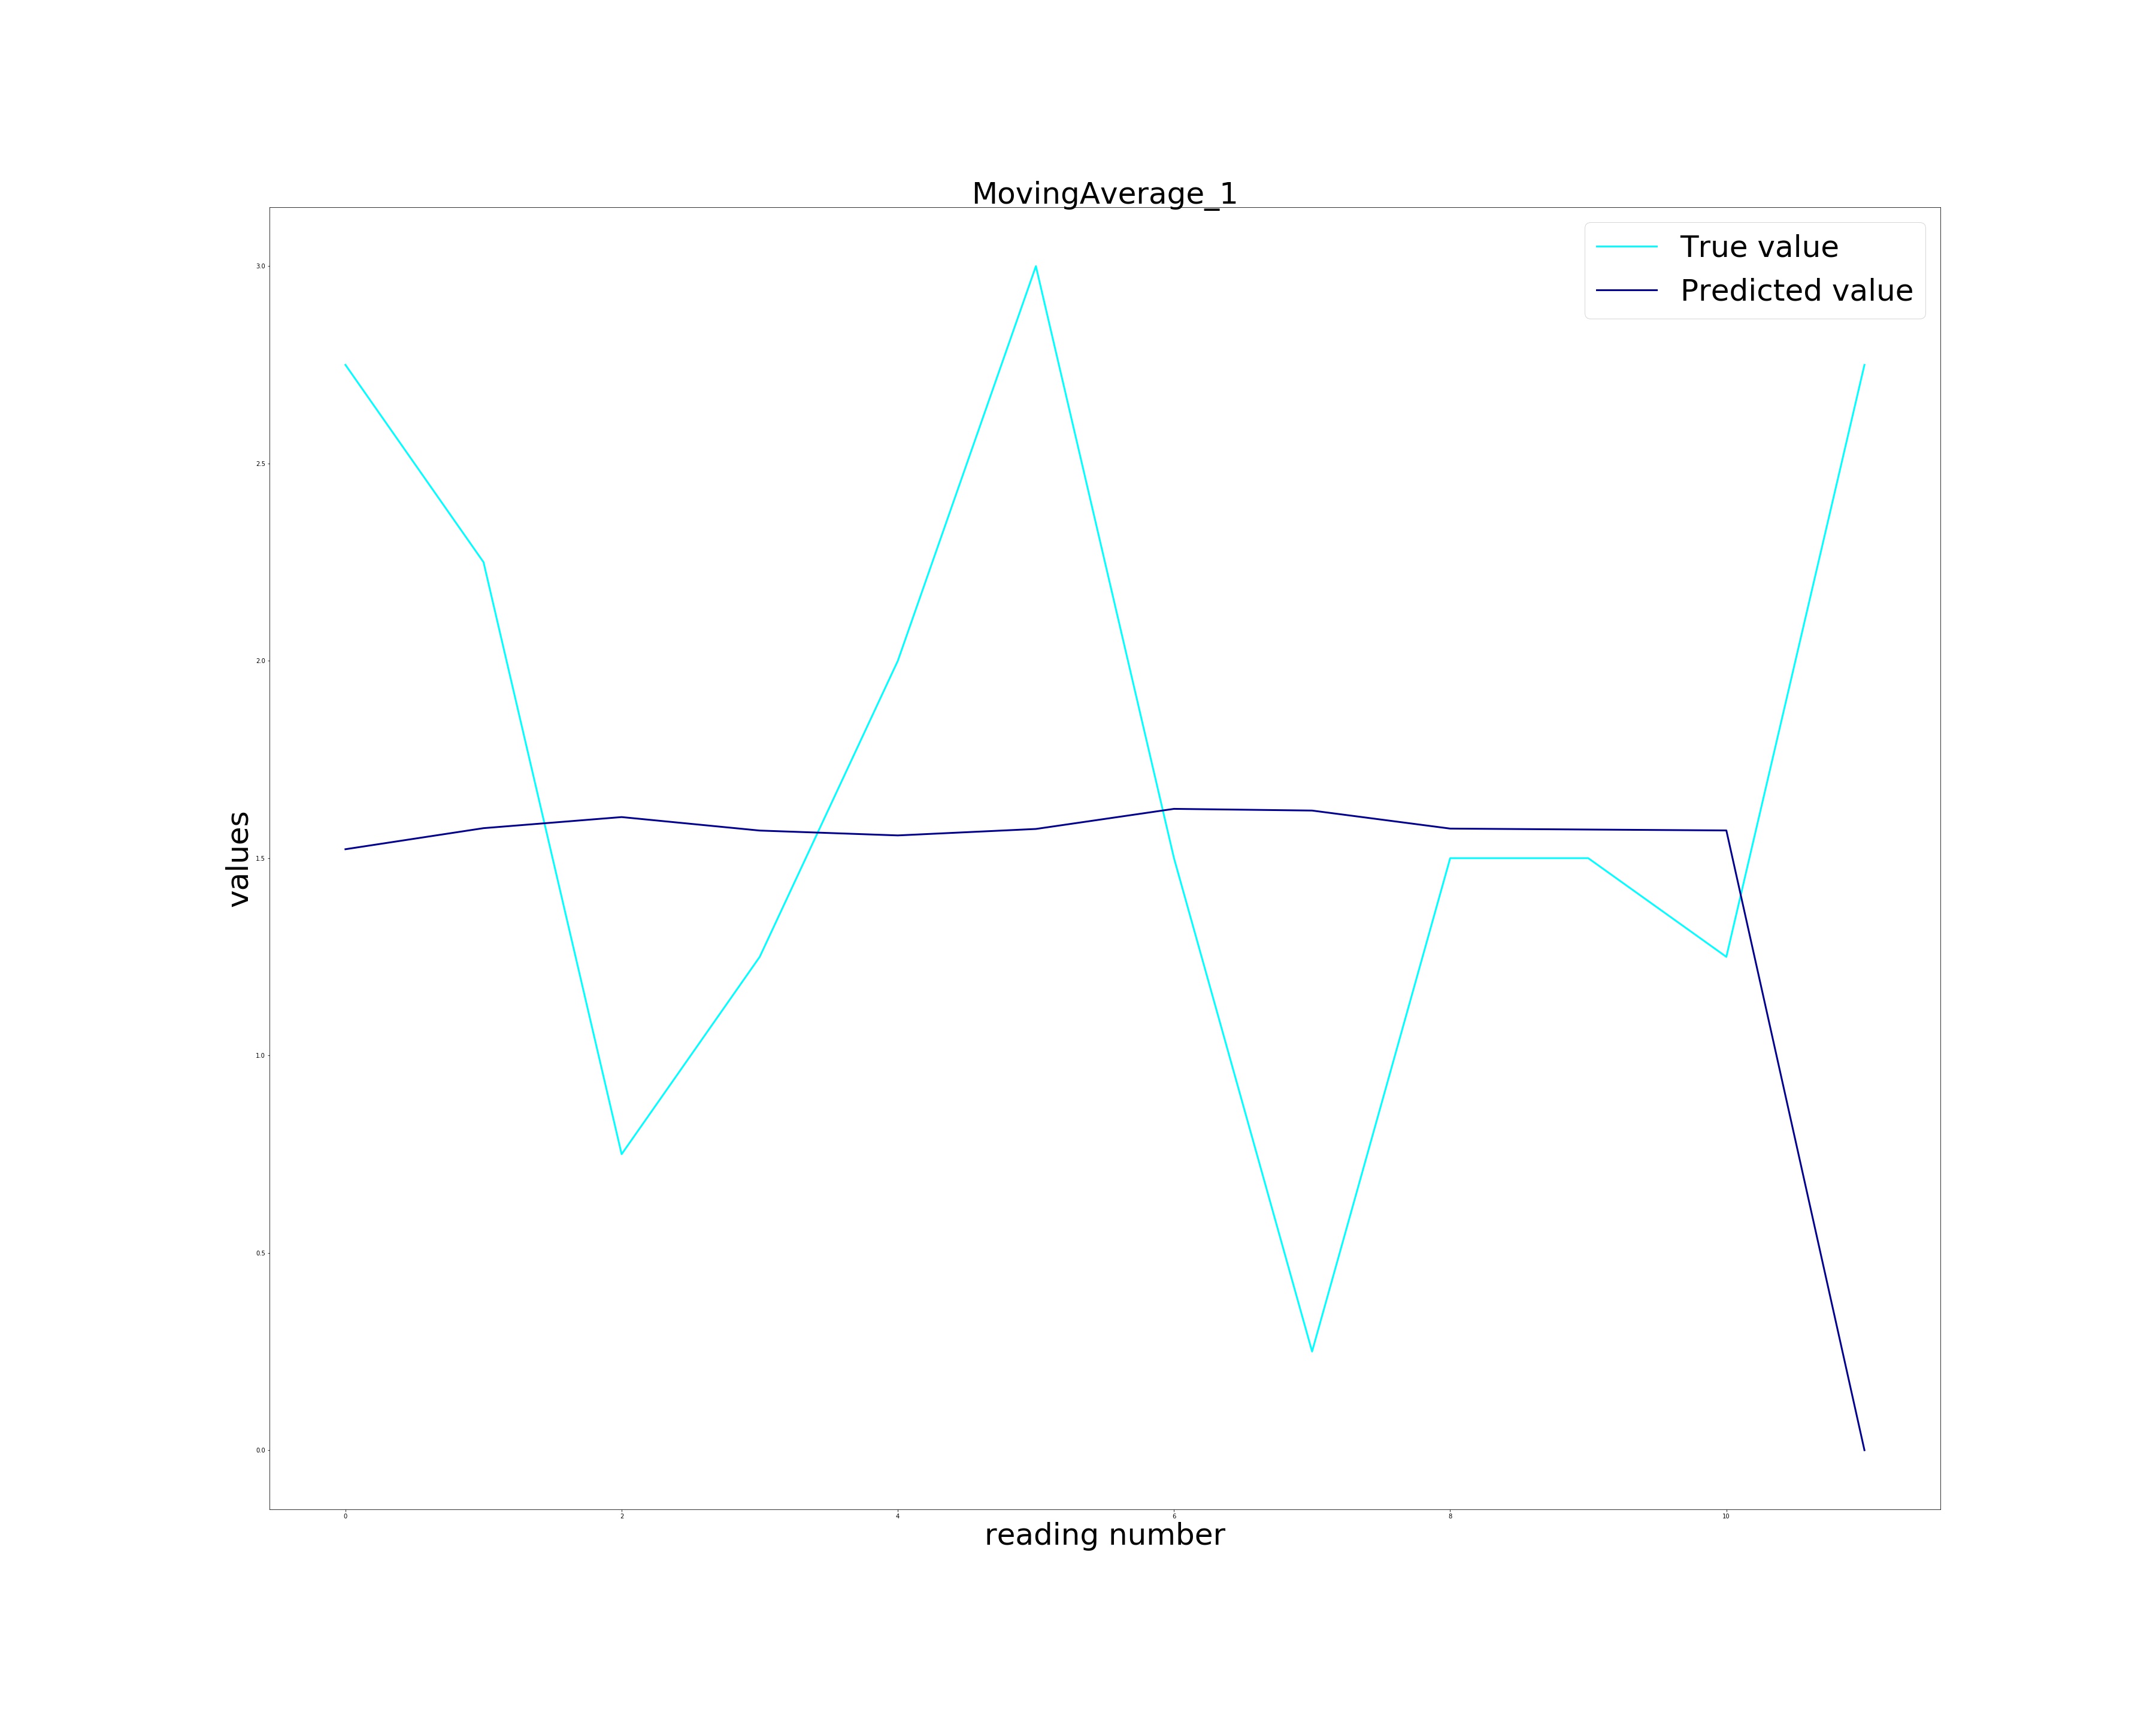 MovingAverage_1
True value
Predicted value
3.0
2.5
2.0
1.5
1.0
0.5
0.0
values
0 2 4 6 8 10
reading number